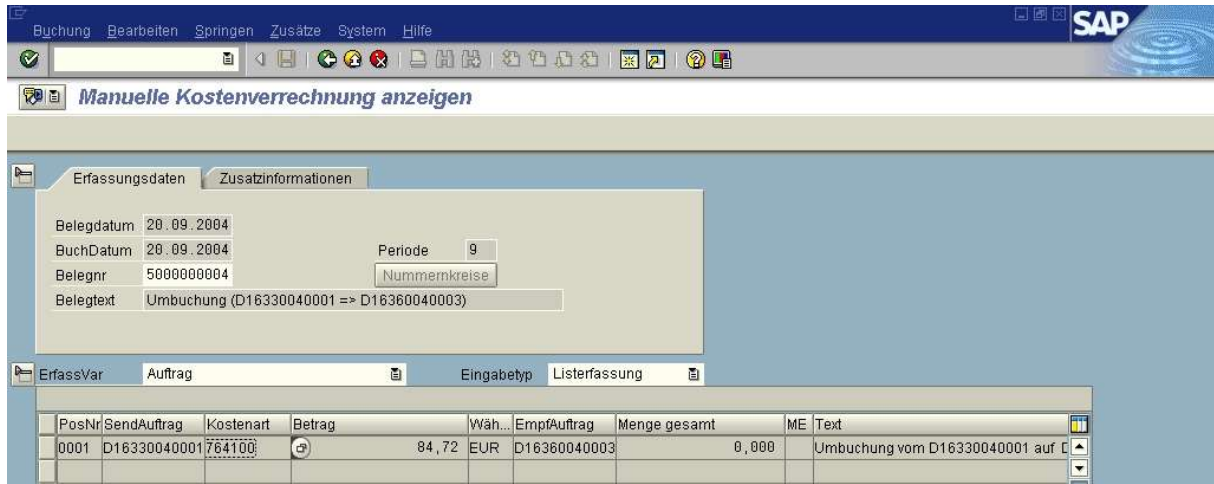 Buchung Bearbeiten Springen Zusätze System Hilfe
SAP
Manuelle Kostenverrechnung anzeigen
Erfassungsdaten Zusatzinformationen
Belegdatum 20.09.2004
BuchDatum 20.09.2004 Periode 9
Belegnr 5000000004 Nummernkreise
Belegtext Umbuchung (D16330040001 => D16360040003)
ErfassVar Auftrag Eingabetyp Listerfassung
PosNr SendAuftrag Kostenart Betrag Wäh... EmpfAuftrag Menge gesamt ME Text
0001 D16330040001 764100 84,72 EUR D16360040003 0,000 Umbuchung vom D16330040001 auf D